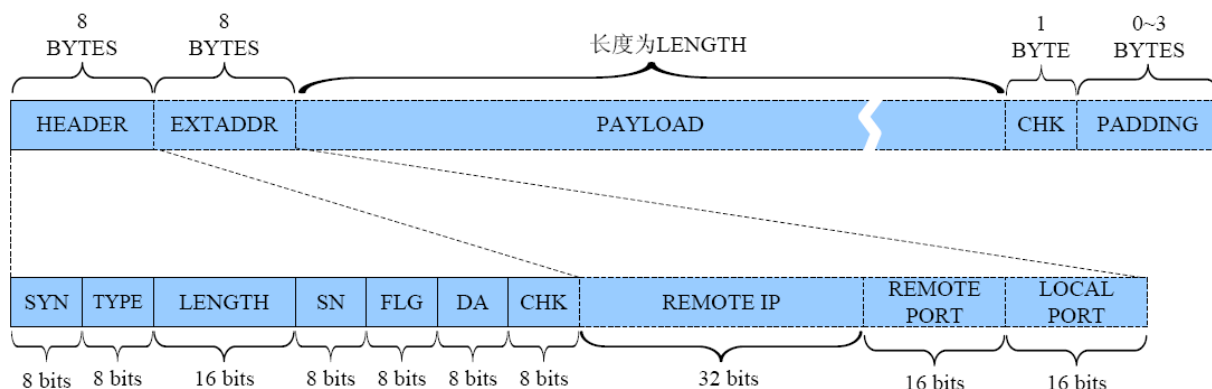 8
BYTES
8
BYTES
长度为LENGTH
1
BYTE
0~3
BYTES
HEADER
EXTADDR
PAYLOAD
CHK
PADDING
SYN
TYPE
LENGTH
SN
FLG
DA
CHK
REMOTE IP
REMOTE
PORT
LOCAL
PORT
8 bits
8 bits
16 bits
8 bits
8 bits
8 bits
8 bits
32 bits
16 bits
16 bits